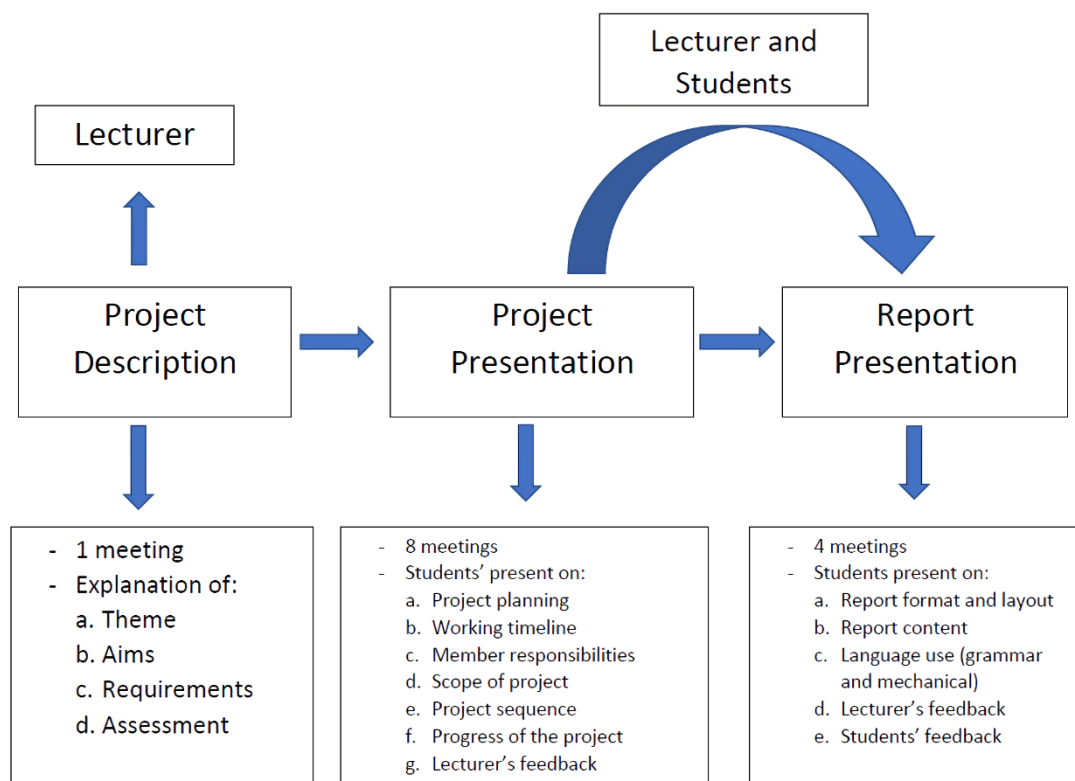 Lecturer and
Students
Lecturer
Project
Description
Project
Presentation
Report
Presentation
- 1 meeting
- Explanation of:
a. Theme
b. Aims
c. Requirements
d. Assessment
- 8 meetings
- Students’ present on:
a. Project planning
b. Working timeline
c. Member responsibilities
d. Scope of project
e. Project sequence
f. Progress of the project
g. Lecturer’s feedback
- 4 meetings
- Students present on:
a. Report format and layout
b. Report content
c. Language use (grammar
and mechanical)
d. Lecturer’s feedback
e. Students’ feedback